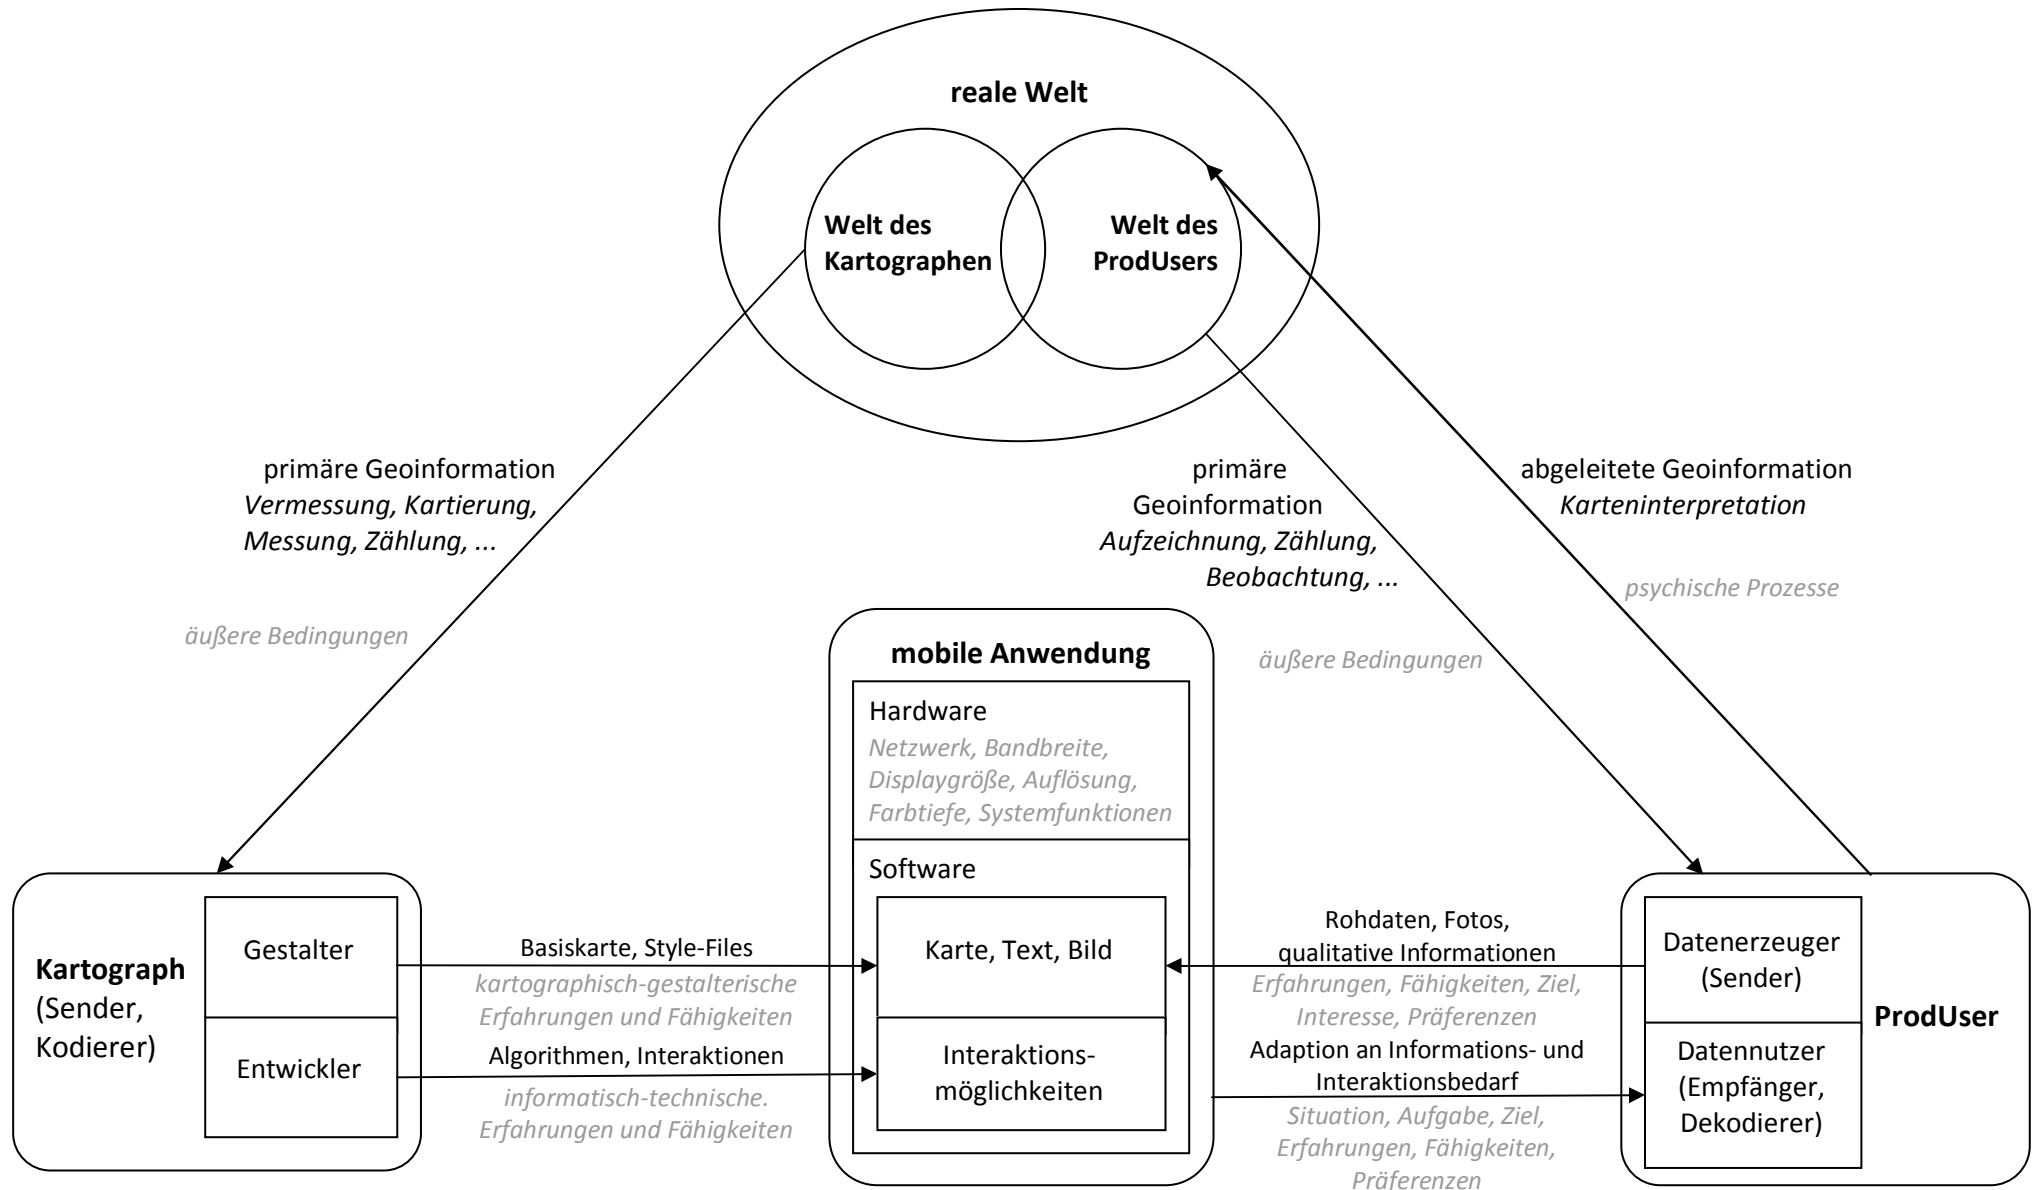 reale Welt
Welt des
Kartographen
Welt des
ProdUsers
primäre Geoinformation
Vermessung, Kartierung,
Messung, Zählung, ...
äußere Bedingungen
primäre
Geoinformation
Aufzeichnung, Zählung,
Beobachtung, ...
äußere Bedingungen
abgeleitete Geoinformation
Karteninterpretation
psychische Prozesse
mobile Anwendung
Hardware
Netzwerk, Bandbreite,
Displaygröße, Auflösung,
Farbtiefe, Systemfunktionen
Software
Karte, Text, Bild
Interaktions-
möglichkeiten
Kartograph
(Sender,
Kodierer)
Gestalter
Entwickler
Basiskarte, Style-Files
kartographisch-gestalterische
Erfahrungen und Fähigkeiten
Algorithmen, Interaktionen
informatisch-technische.
Erfahrungen und Fähigkeiten
Rohdaten, Fotos,
qualitative Informationen
Erfahrungen, Fähigkeiten, Ziel,
Interesse, Präferenzen
Adaption an Informations- und
Interaktionsbedarf
Situation, Aufgabe, Ziel,
Erfahrungen, Fähigkeiten,
Präferenzen
Datenerzeuger
(Sender)
Datennutzer
(Empfänger,
Dekodierer)
ProdUser